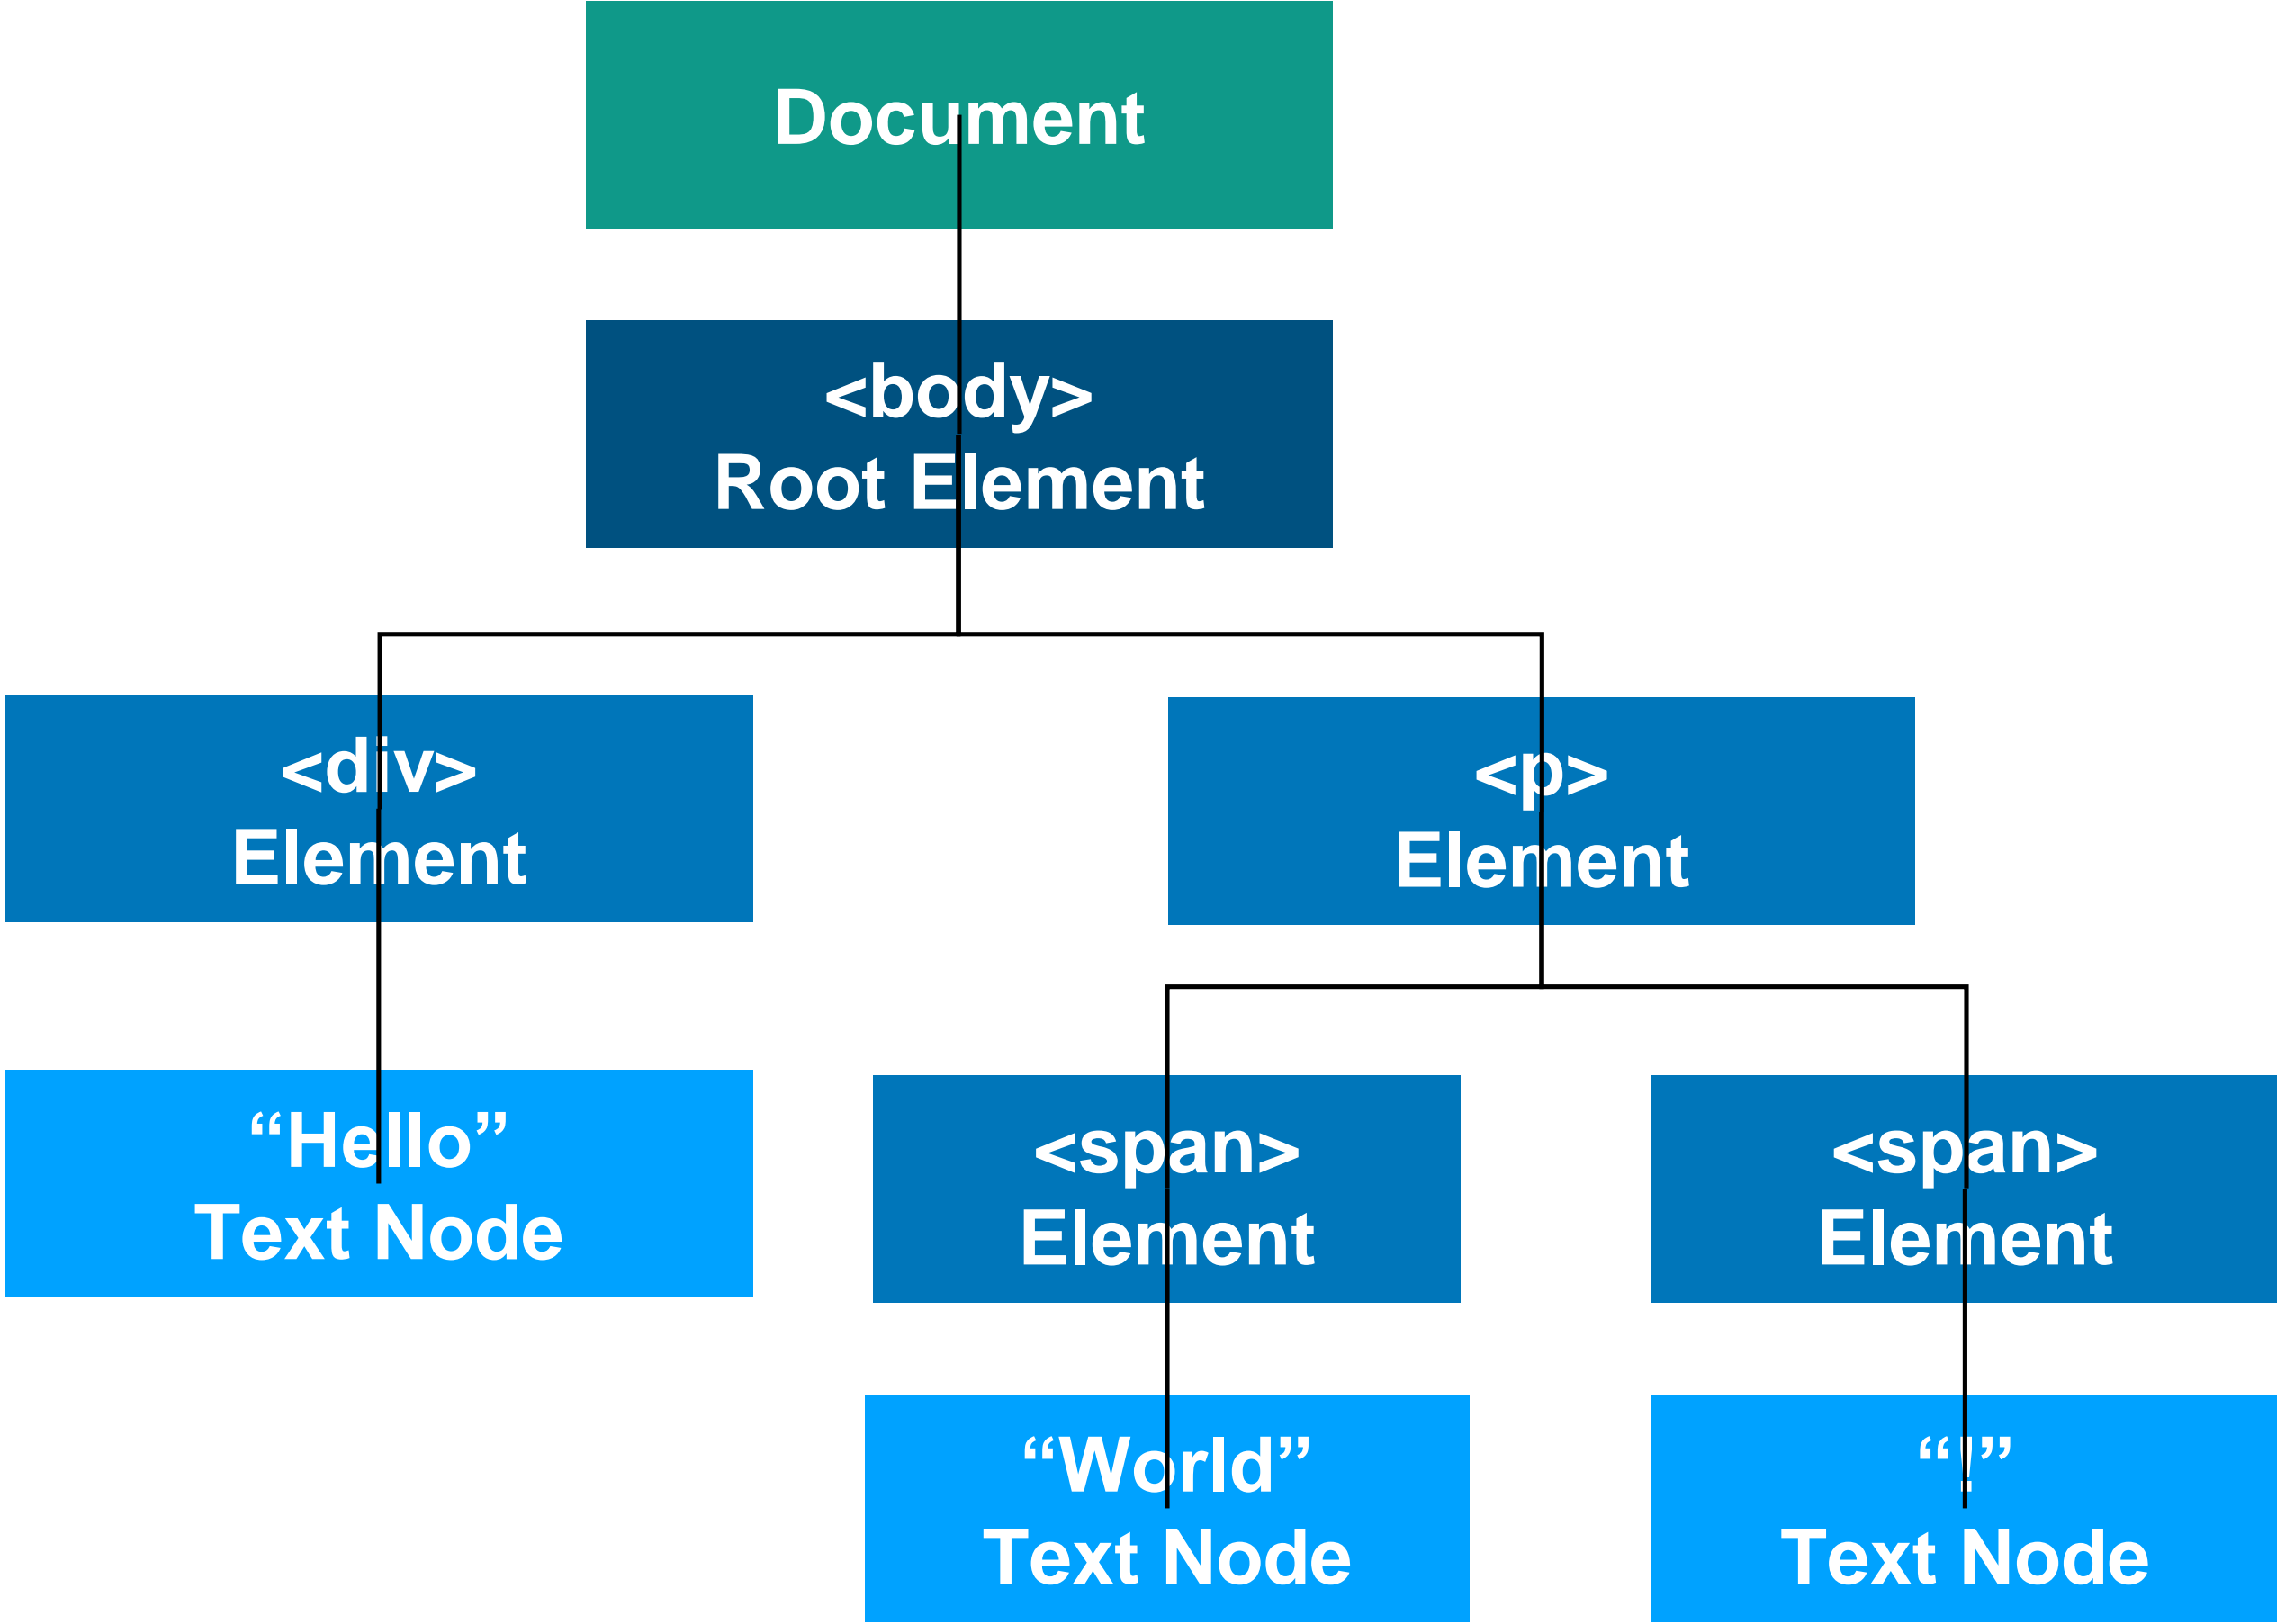 Document
<body>
Root Element
<div>
Element
<p>
Element
“Hello”
Text Node
<span>
Element
<span>
Element
“World”
Text Node
“!”
Text Node